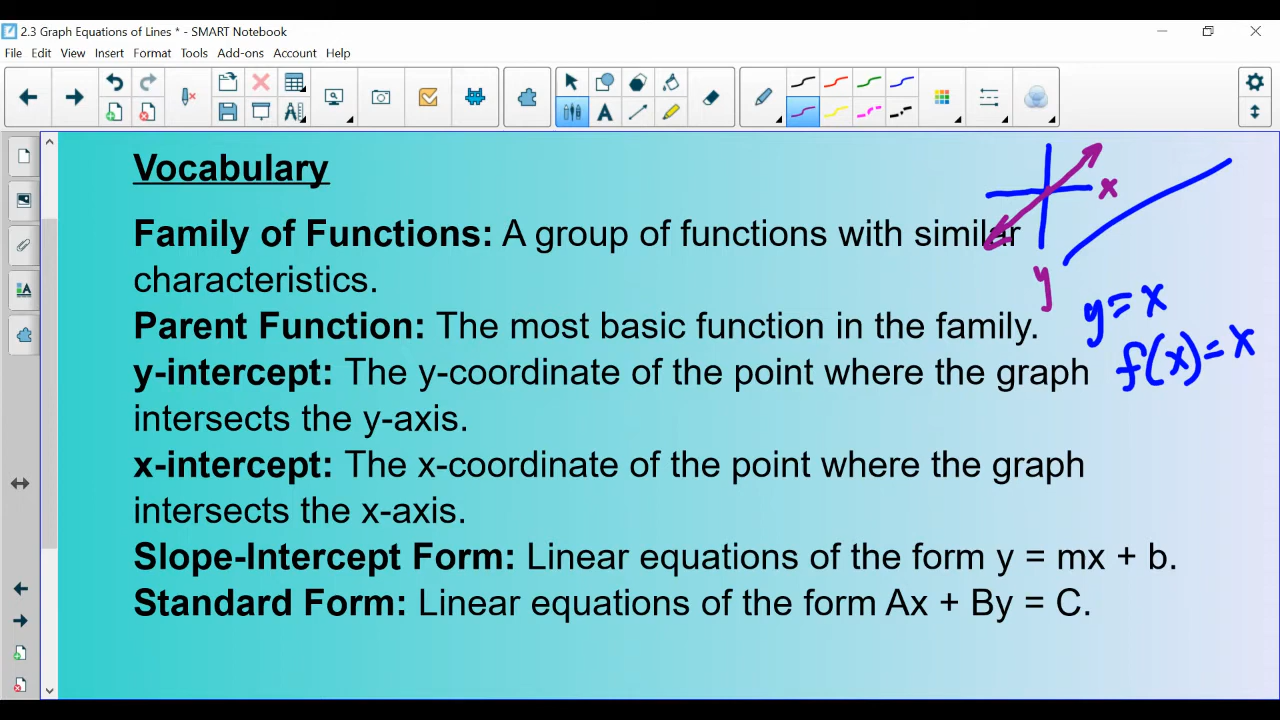 2.3 Graph Equations of Lines * - SMART Notebook
File Edit View Insert Format Tools Add-ons Account Help
Vocabulary
Family of Functions: A group of functions with similar
characteristics.
Parent Function: The most basic function in the family.
y-intercept: The y-coordinate of the point where the graph
intersects the y-axis.
x-intercept: The x-coordinate of the point where the graph
intersects the x-axis.
Slope-Intercept Form: Linear equations of the form y = mx + b.
Standard Form: Linear equations of the form Ax + By = C.
x
y
y = x
f(x) = x